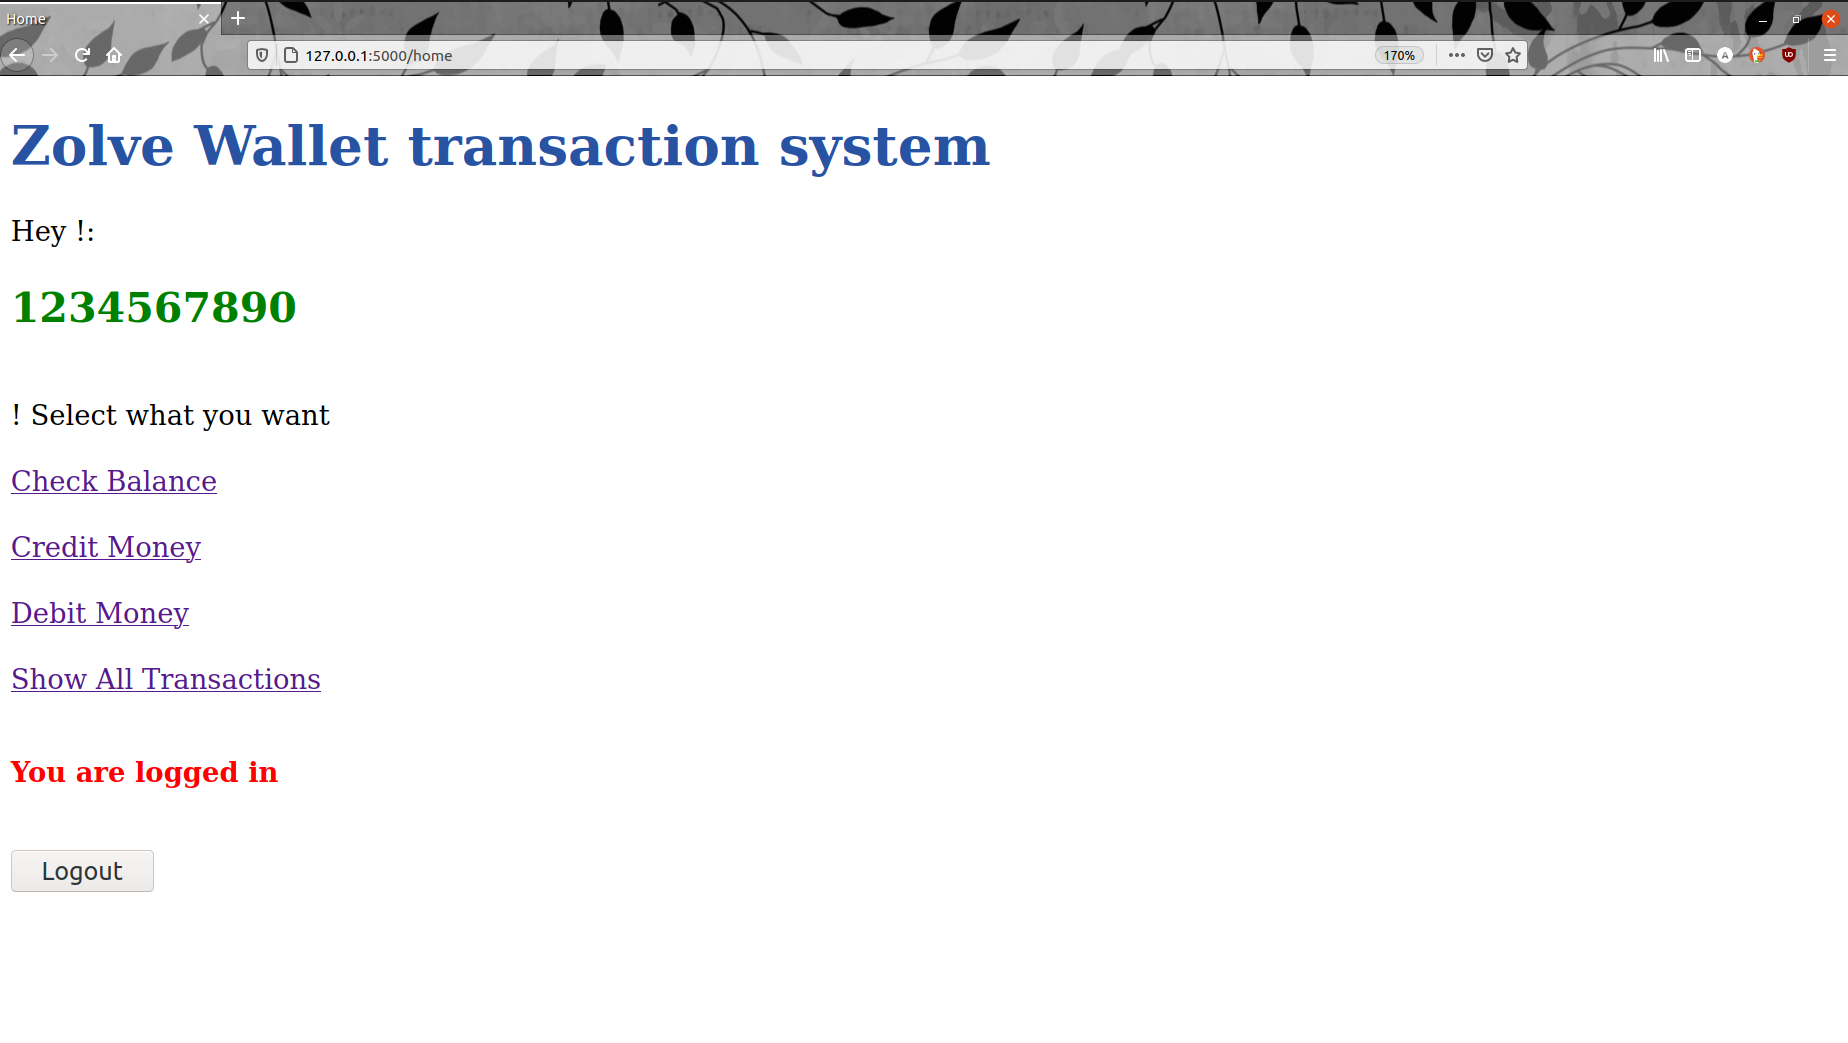 Home
127.0.0.1:5000/home
170%
Zolve Wallet transaction system
Hey !:
1234567890
! Select what you want
Check Balance
Credit Money
Debit Money
Show All Transactions
You are logged in
Logout